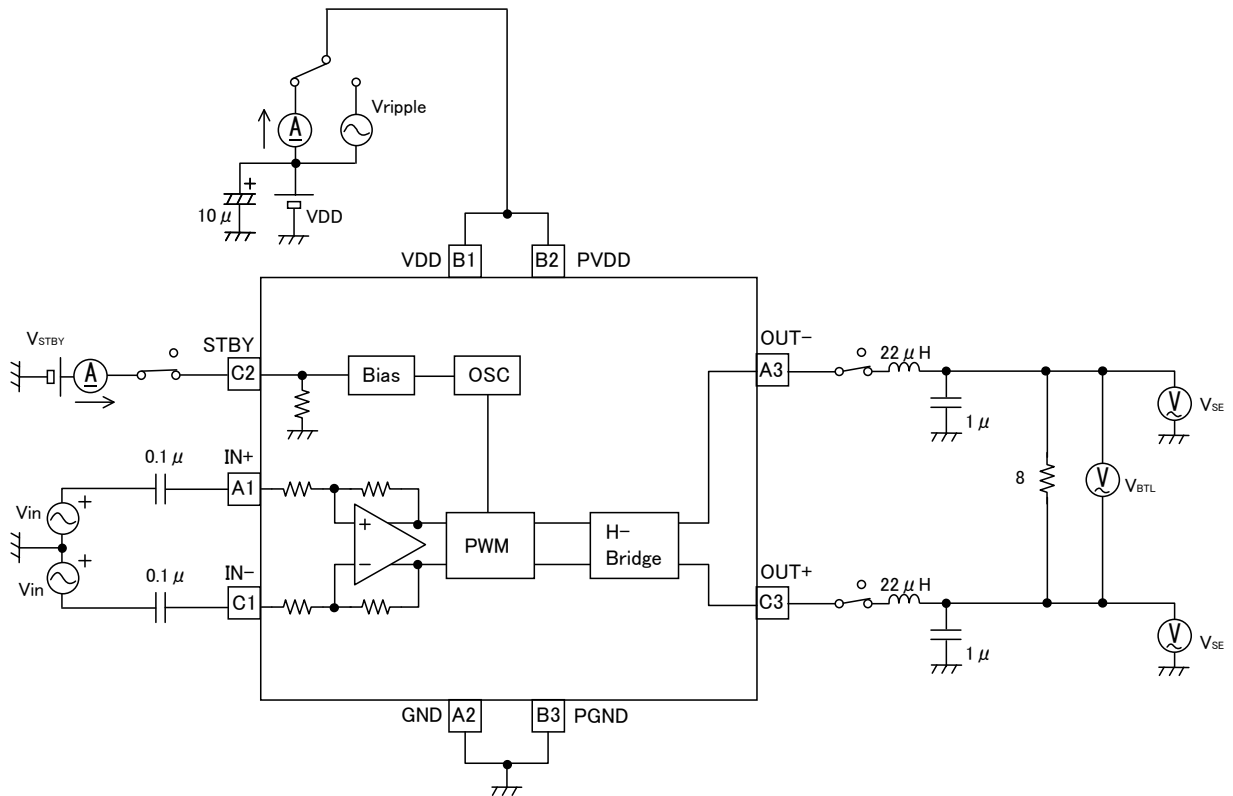 A
Vripple
+
10μ
VDD
VDD B1 B2 PVDD
VSTBY
A
STBY
C2
Bias
OSC
OUT-
A3
22μH
V
VSE
1μ
0.1μ
IN+
A1
Vin
+
+
Vin
0.1μ
IN-
C1
+
-
PWM
H-
Bridge
8
V
VBTL
OUT+
C3
22μH
V
VSE
1μ
GND A2 B3 PGND